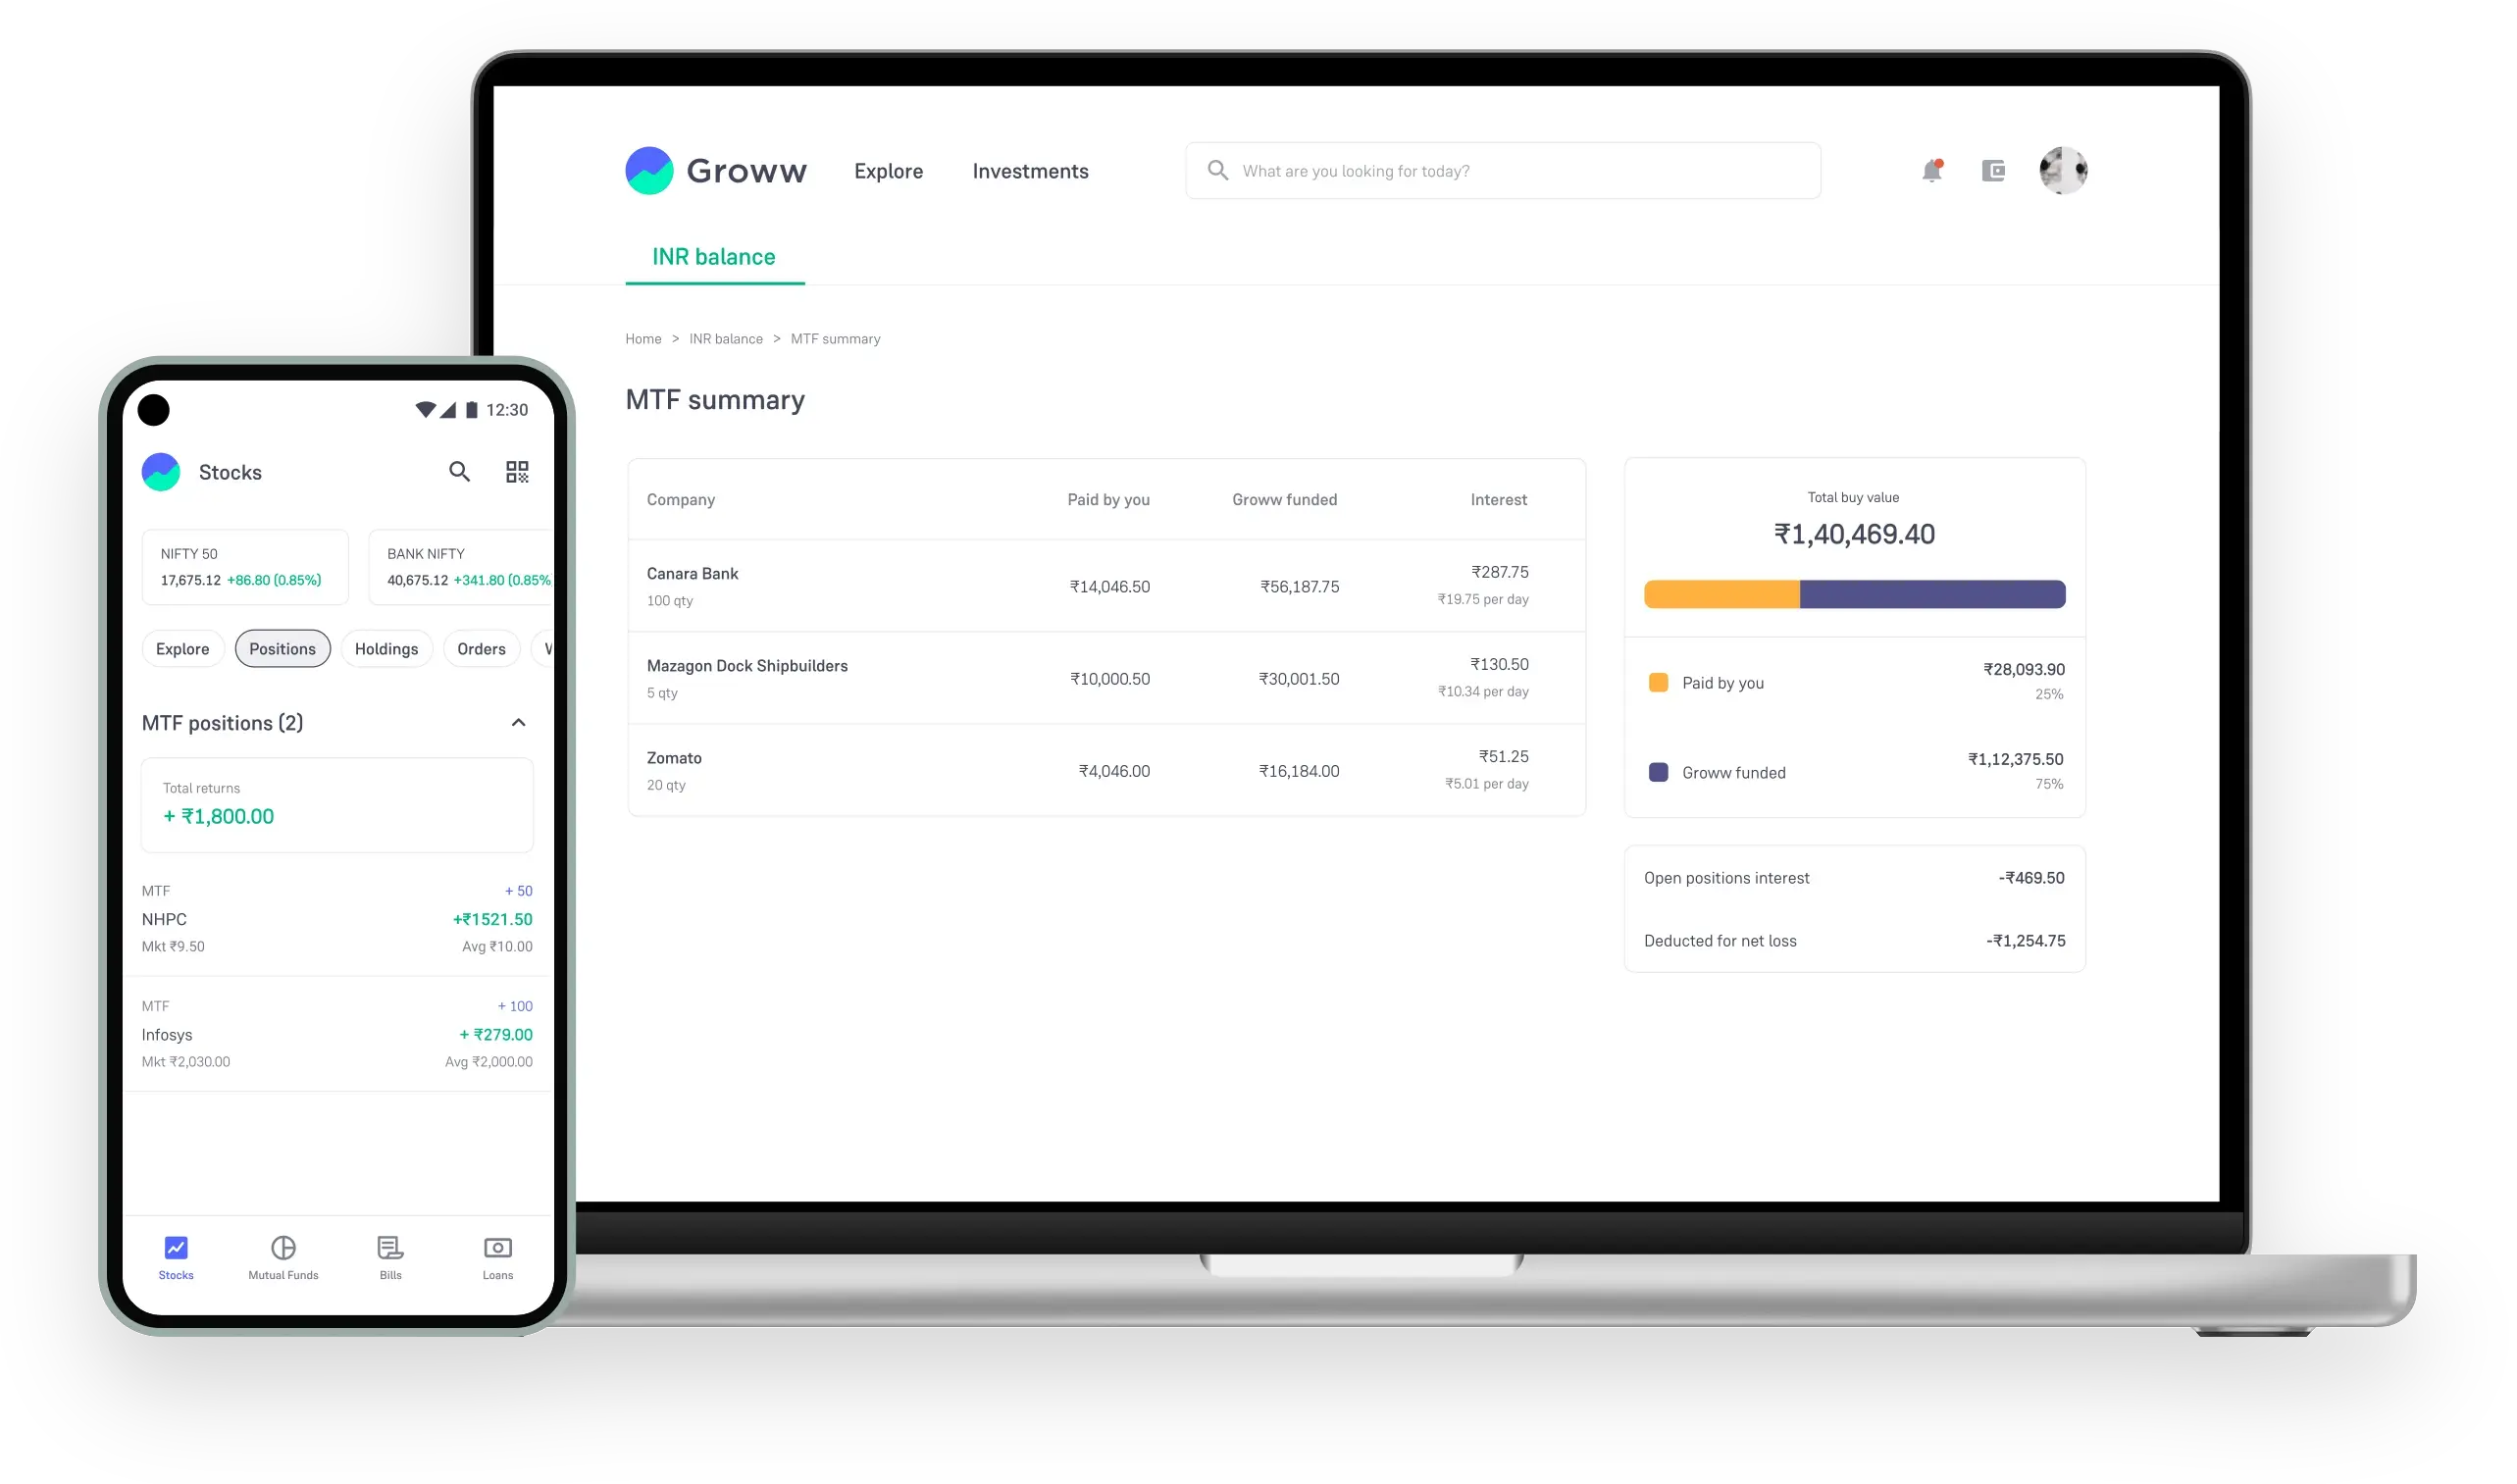 Groww
Explore
Investments
What are you looking for today?
INR balance
Home > INR balance > MTF summary
MTF summary
Company Paid by you Groww funded Interest
Canara Bank
100 qty
₹14,046.50
₹56,187.75
₹287.75
₹19.75 per day
Mazagon Dock Shipbuilders
5 qty
₹10,000.50
₹30,001.50
₹130.50
₹10.34 per day
Zomato
20 qty
₹4,046.00
₹16,184.00
₹51.25
₹5.01 per day
Total buy value
₹1,40,469.40
Paid by you
₹28,093.90
25%
Groww funded
₹1,12,375.50
75%
Open positions interest -₹469.50
Deducted for net loss -₹1,254.75
12:30
Stocks
NIFTY 50
17,675.12 +86.80 (0.85%)
BANK NIFTY
40,675.12 +341.80 (0.85%
Explore
Positions
Holdings
Orders
MTF positions (2)
Total returns
+ ₹1,800.00
MTF + 50
NHPC +₹1521.50
Mkt ₹9.50 Avg ₹10.00
MTF + 100
Infosys + ₹279.00
Mkt ₹2,030.00 Avg ₹2,000.00
Stocks
Mutual Funds
Bills
Loans